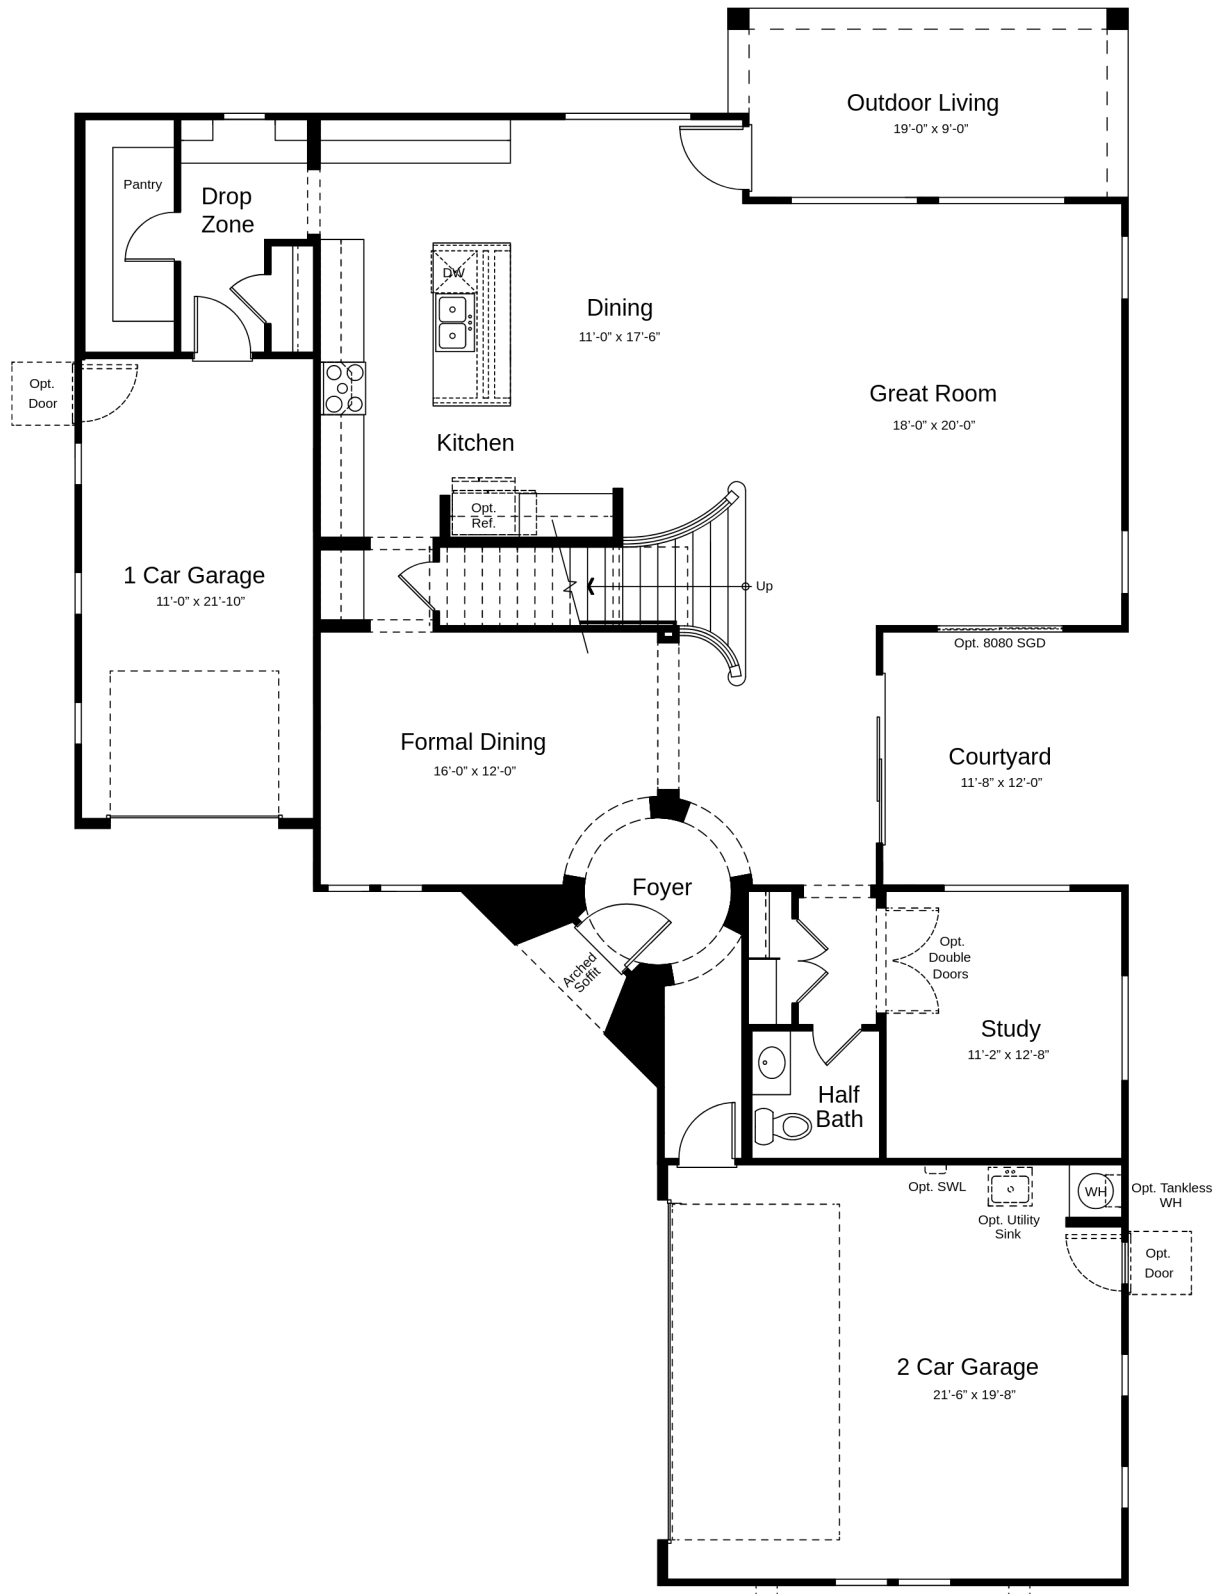 Outdoor Living
19'-0” x 9'-0”
Pantry
Drop
Zone
DW
Dining
11'-0” x 17'-6”
Opt.
Door
Great Room
18'-0” x 20'-0”
Kitchen
Opt.
Ref.
1 Car Garage
11'-0” x 21'-10”
Up
Opt. 8080 SGD
Formal Dining
16'-0” x 12'-0”
Courtyard
11'-8” x 12'-0”
Foyer
Arched
Soffit
Opt.
Double
Doors
Study
11'-2” x 12'-8”
Half
Bath
Opt. SWL
WH
Opt. Tankless
WH
Opt. Utility
Sink
Opt.
Door
2 Car Garage
21'-6” x 19'-8”